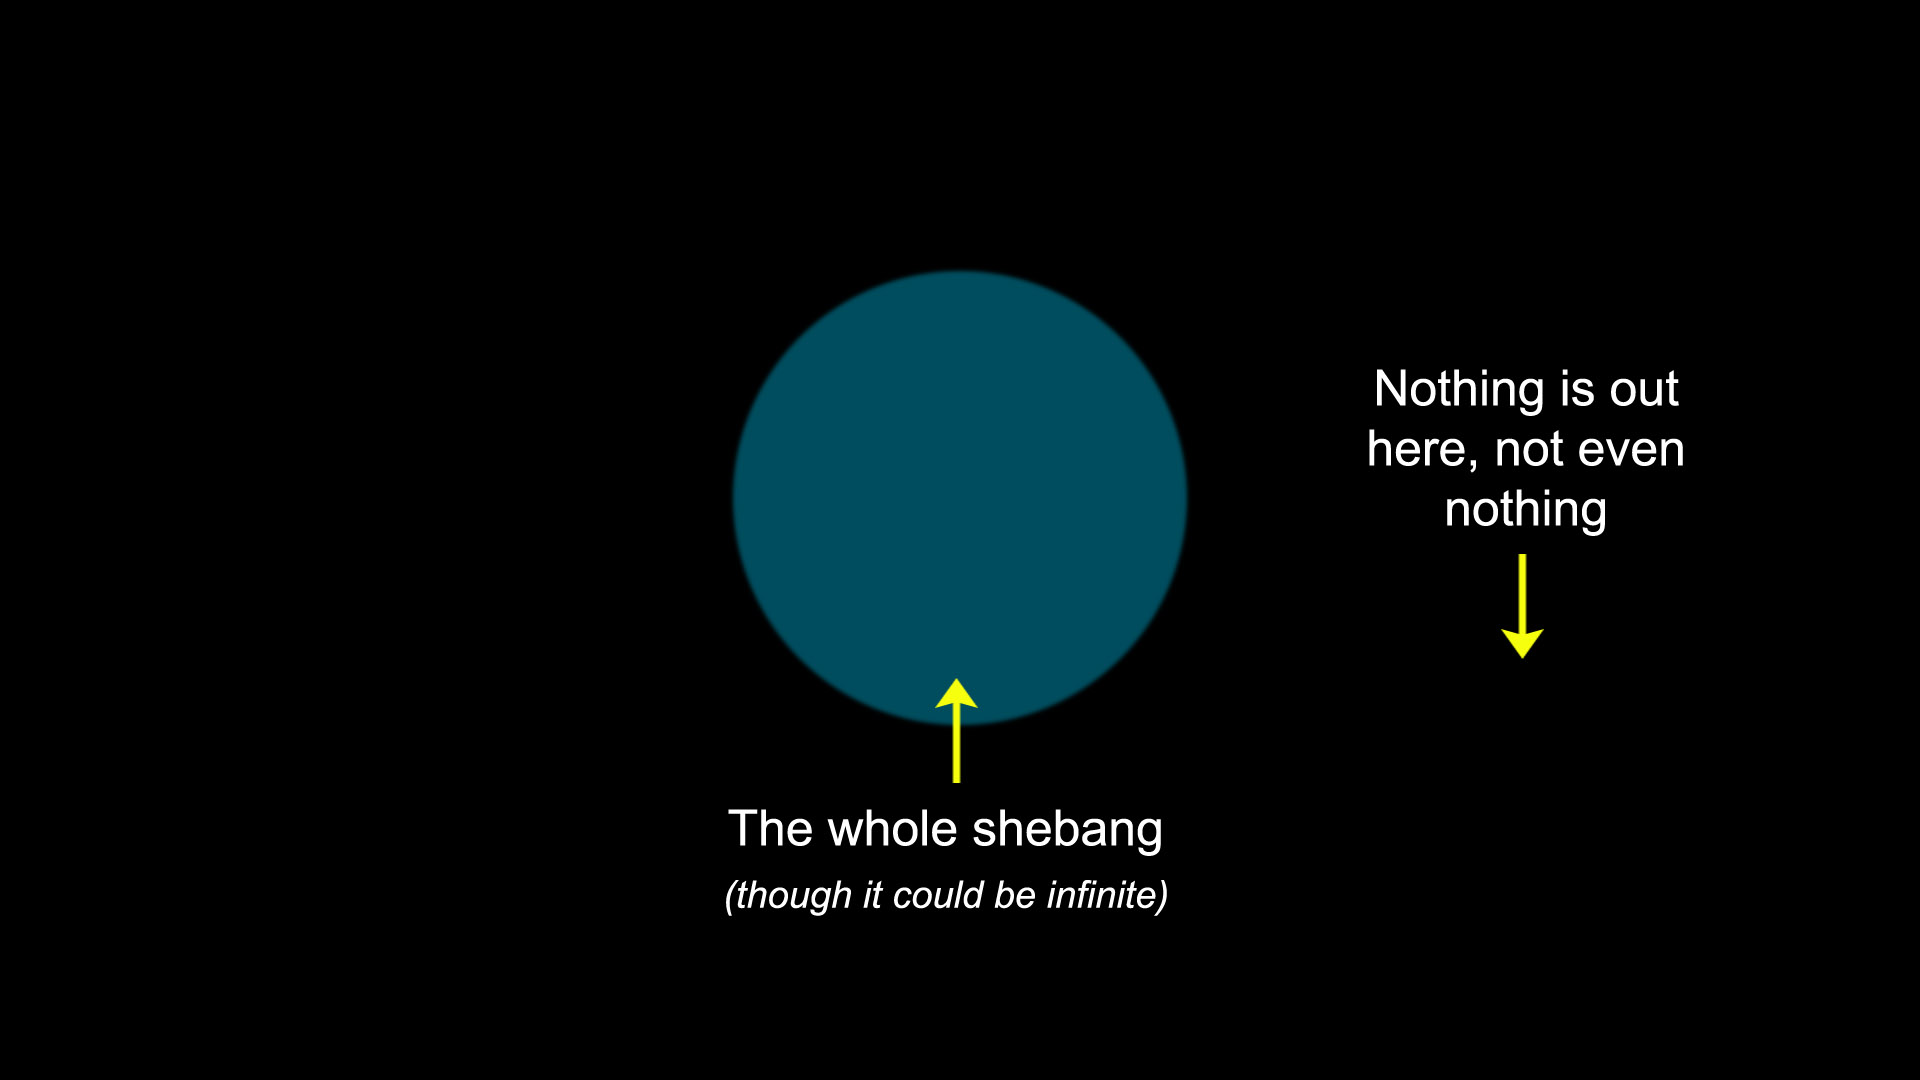 Nothing is out
here, not even
nothing
The whole shebang
(though it could be infinite)